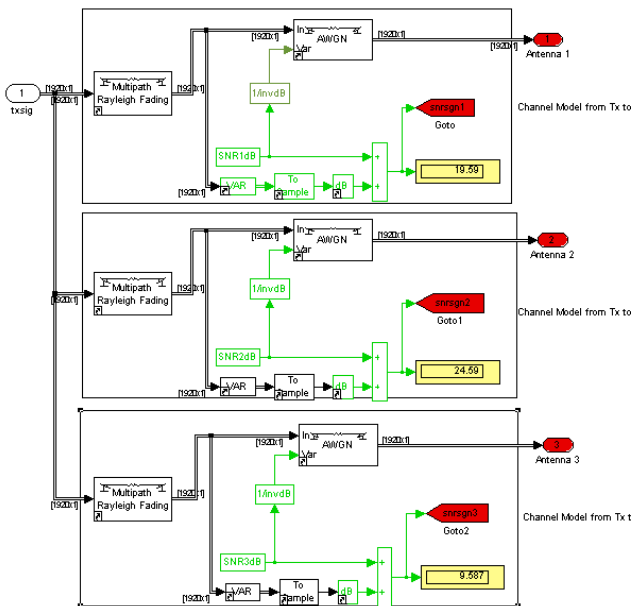 In
AWGN
Var
[1920x1]
[1920x1]
[1920x1]
1
Antenna 1
1
txsig
[1920x1]
Multipath
Rayleigh Fading
[1920x1]
1/invdB
snrsgn1
Goto
Channel Model from Tx to
SNR1dB
+
+
19.59
[1920x1]
VAR
To
Sample
dB
In
AWGN
Var
[1920x1]
[1920x1]
2
Antenna 2
[1920x1]
Multipath
Rayleigh Fading
[1920x1]
1/invdB
snrsgn2
Goto1
Channel Model from Tx to
SNR2dB
+
+
24.59
[1920x1]
VAR
To
Sample
dB
In
AWGN
Var
[1920x1]
[1920x1]
3
Antenna 3
[1920x1]
Multipath
Rayleigh Fading
[1920x1]
1/invdB
snrsgn3
Goto2
Channel Model from Tx t
SNR3dB
+
+
9.587
[1920x1]
VAR
To
Sample
dB